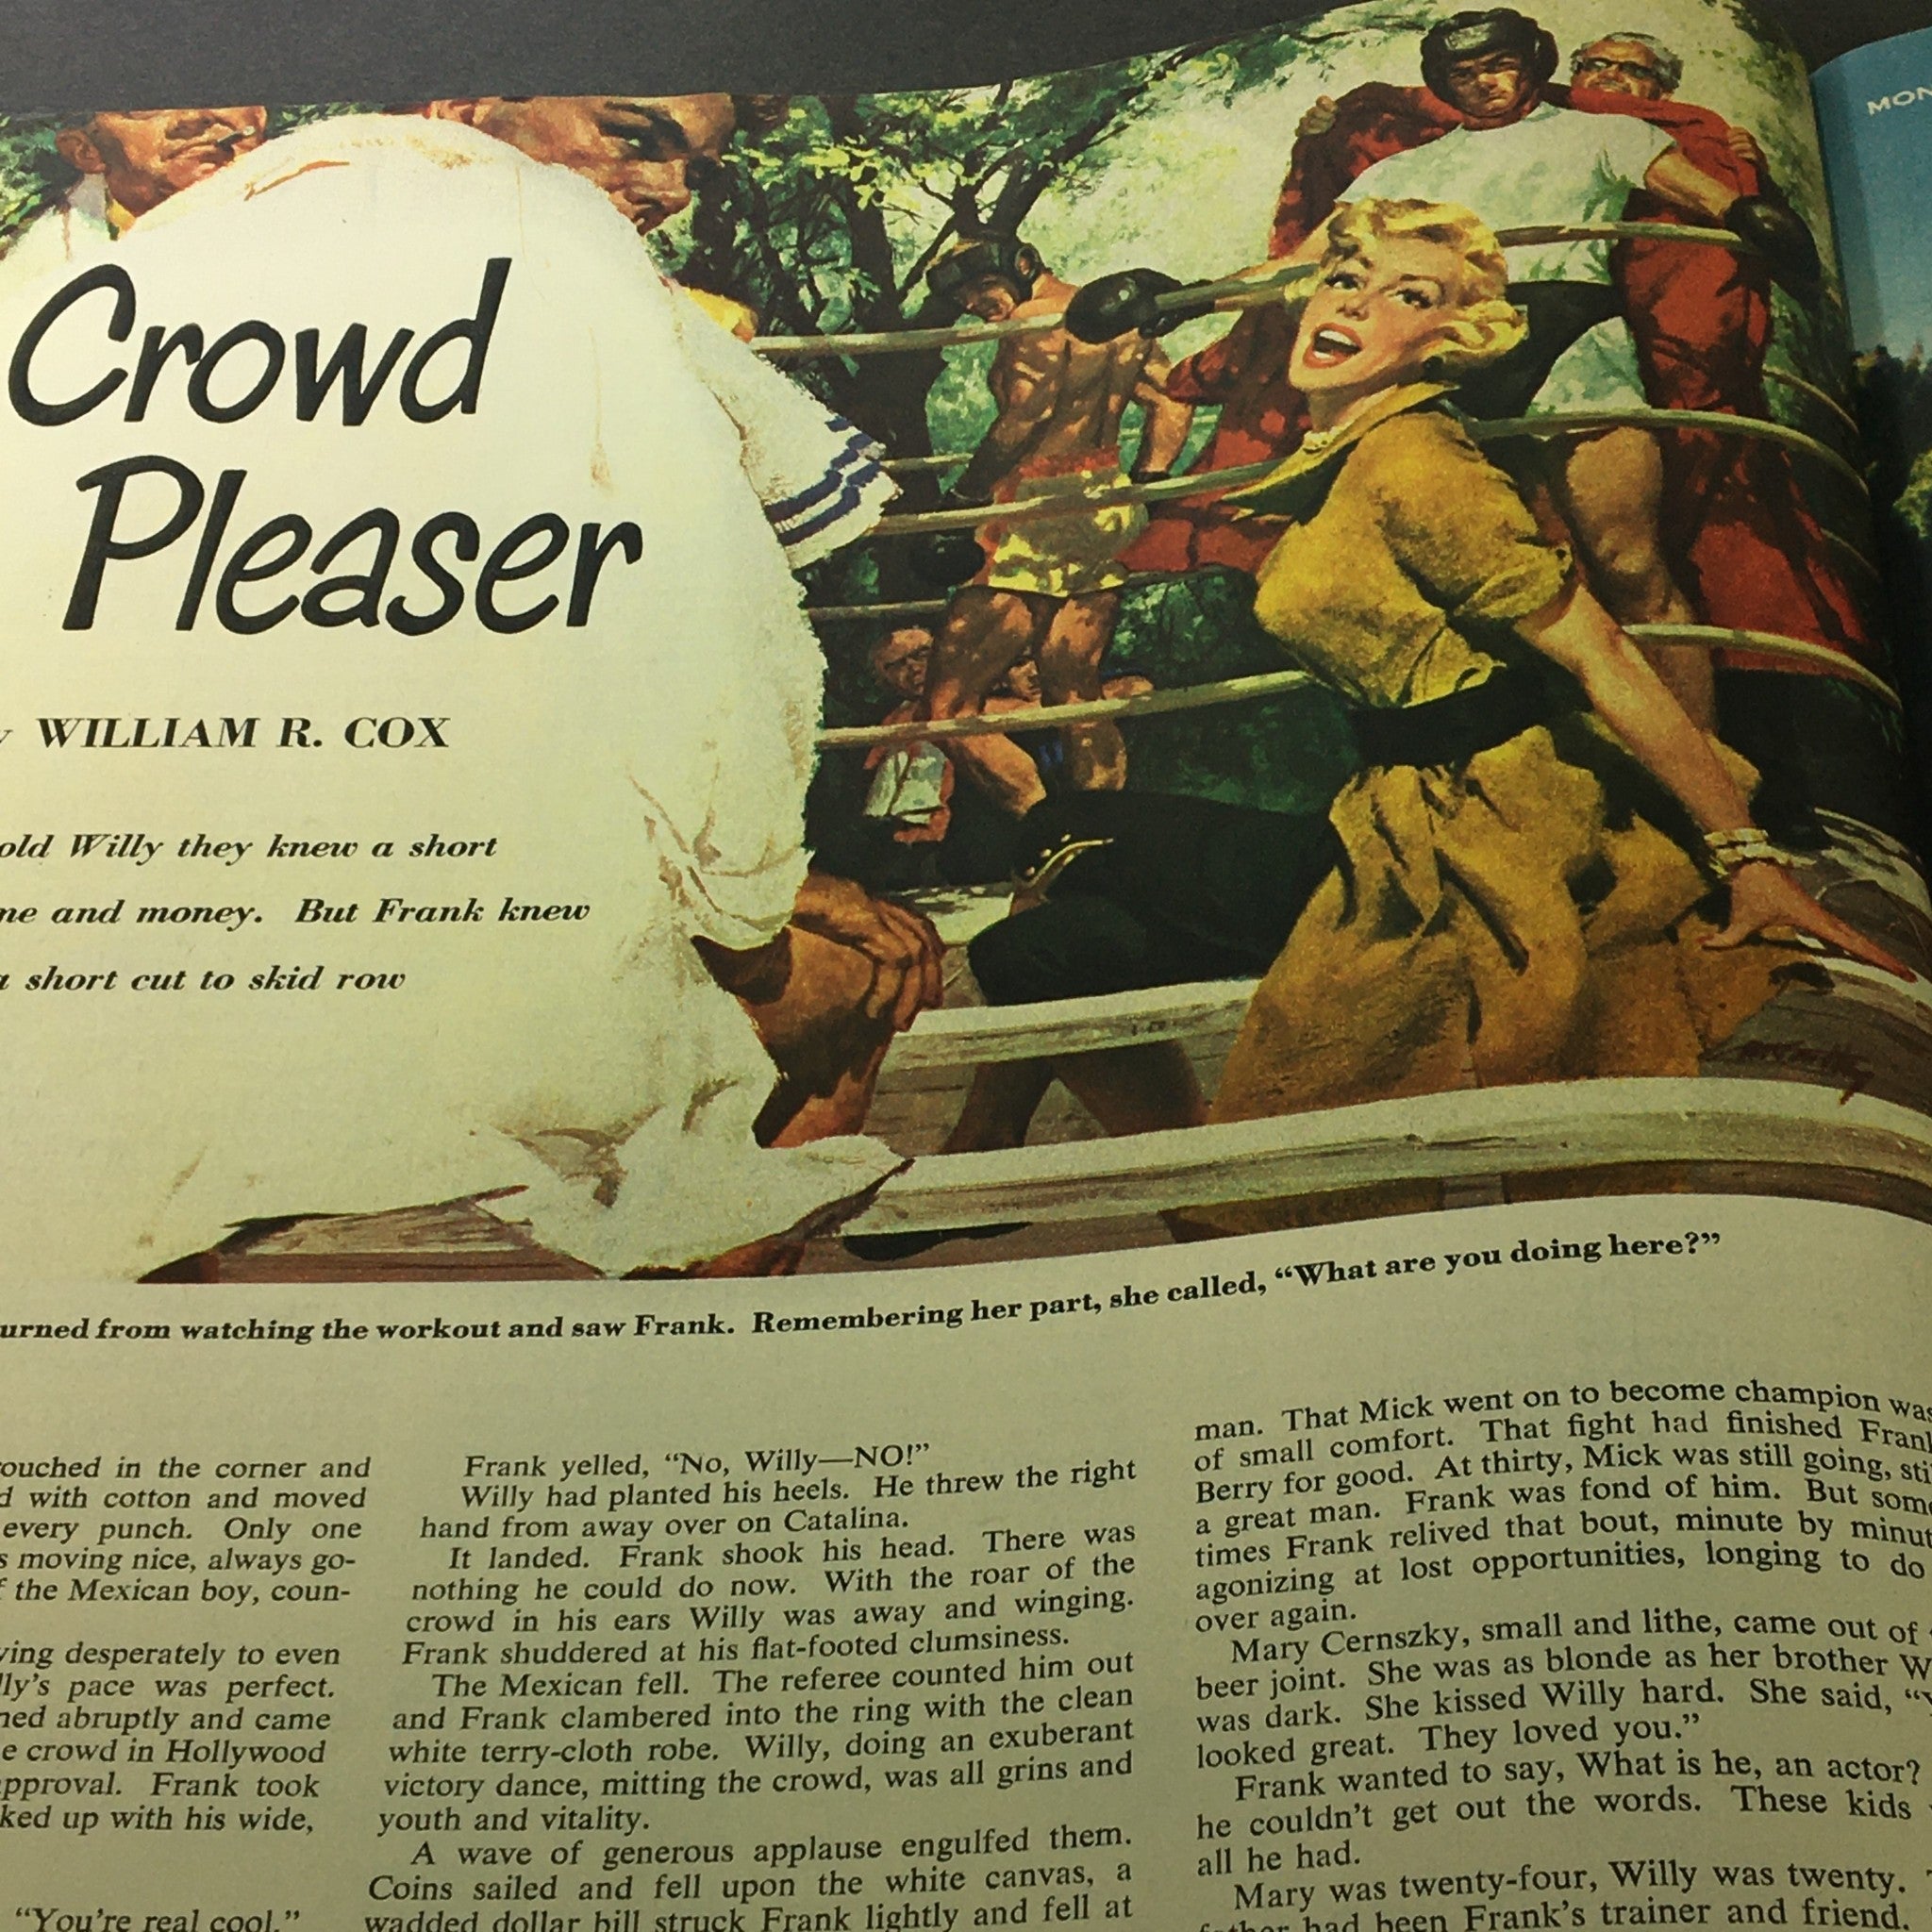 Crowd
Pleaser
WILLIAM R. COX
old Willy they knew a short
and money. But Frank knew
a short cut to skid row
urned from watching the workout and saw Frank. Remembering her part, she called, “What are you doing here?”
ouched in the corner and
d with cotton and moved
every punch. Only one
s moving nice, always go-
f the Mexican boy, coun-
ving desperately to even
lly’s pace was perfect.
ned abruptly and came
e crowd in Hollywood
pproval. Frank took
ked up with his wide,
“You’re real cool.”
Frank yelled, “No, Willy—NO!”
Willy had planted his heels. He threw the right
hand from away over on Catalina.
It landed. Frank shook his head. There was
nothing he could do now. With the roar of the
crowd in his ears Willy was away and winging.
Frank shuddered at his flat-footed clumsiness.
The Mexican fell. The referee counted him out
and Frank clambered into the ring with the clean
white terry-cloth robe. Willy, doing an exuberant
victory dance, mitting the crowd, was all grins and
youth and vitality.
A wave of generous applause engulfed them.
Coins sailed and fell upon the white canvas, a
wadded dollar bill struck Frank lightly and fell at
man. That Mick went on to become champion was
of small comfort. That fight had finished Frank
Berry for good. At thirty, Mick was still going, sti
a great man. Frank was fond of him. But some
times Frank relived that bout, minute by minut
agonizing at lost opportunities, longing to do
over again.
Mary Cernszky, small and lithe, came out of
beer joint. She was as blonde as her brother W
was dark. She kissed Willy hard. She said, “Y
looked great. They loved you.”
Frank wanted to say, What is he, an actor?
he couldn’t get out the words. These kids
all he had.
Mary was twenty-four, Willy was twenty.
father had been Frank’s trainer and friend.
MON